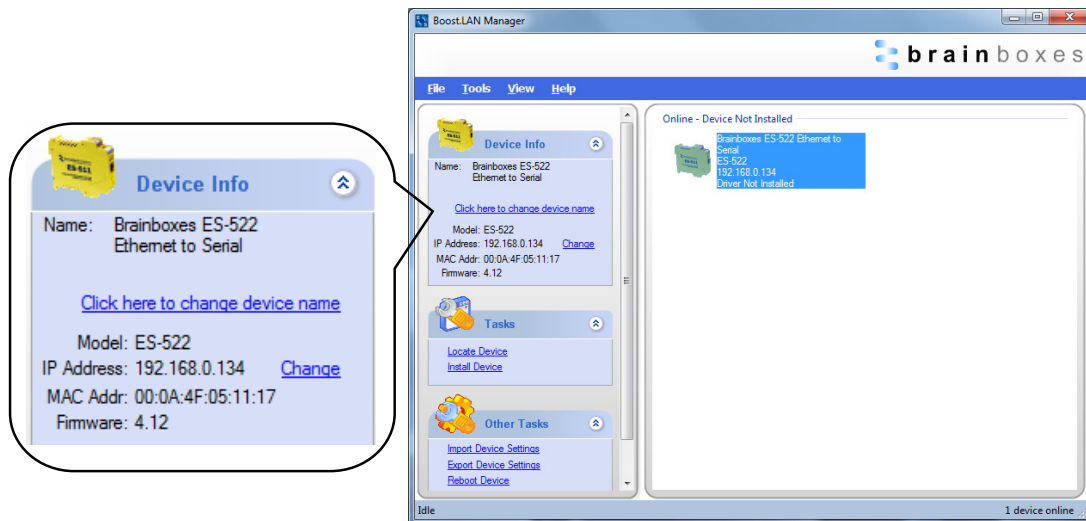 Device Info
Name: Brainboxes ES-522
Ethernet to Serial
Click here to change device name
Model: ES-522
IP Address: 192.168.0.134 Change
MAC Addr: 00:0A:4F:05:11:17
Firmware: 4.12
Boost.LAN Manager
brainboxes
File Tools View Help
Device Info
Name: Brainboxes ES-522
Ethernet to Serial
Click here to change device name
Model: ES-522
IP Address: 192.168.0.134 Change
MAC Addr: 00:0A:4F:05:11:17
Firmware: 4.12
Tasks
Locate Device
Install Device
Other Tasks
Import Device Settings
Export Device Settings
Reboot Device
Online - Device Not Installed
Brainboxes ES-522 Ethernet to
Serial
ES-522
192.168.0.134
Driver Not Installed
Idle
1 device online